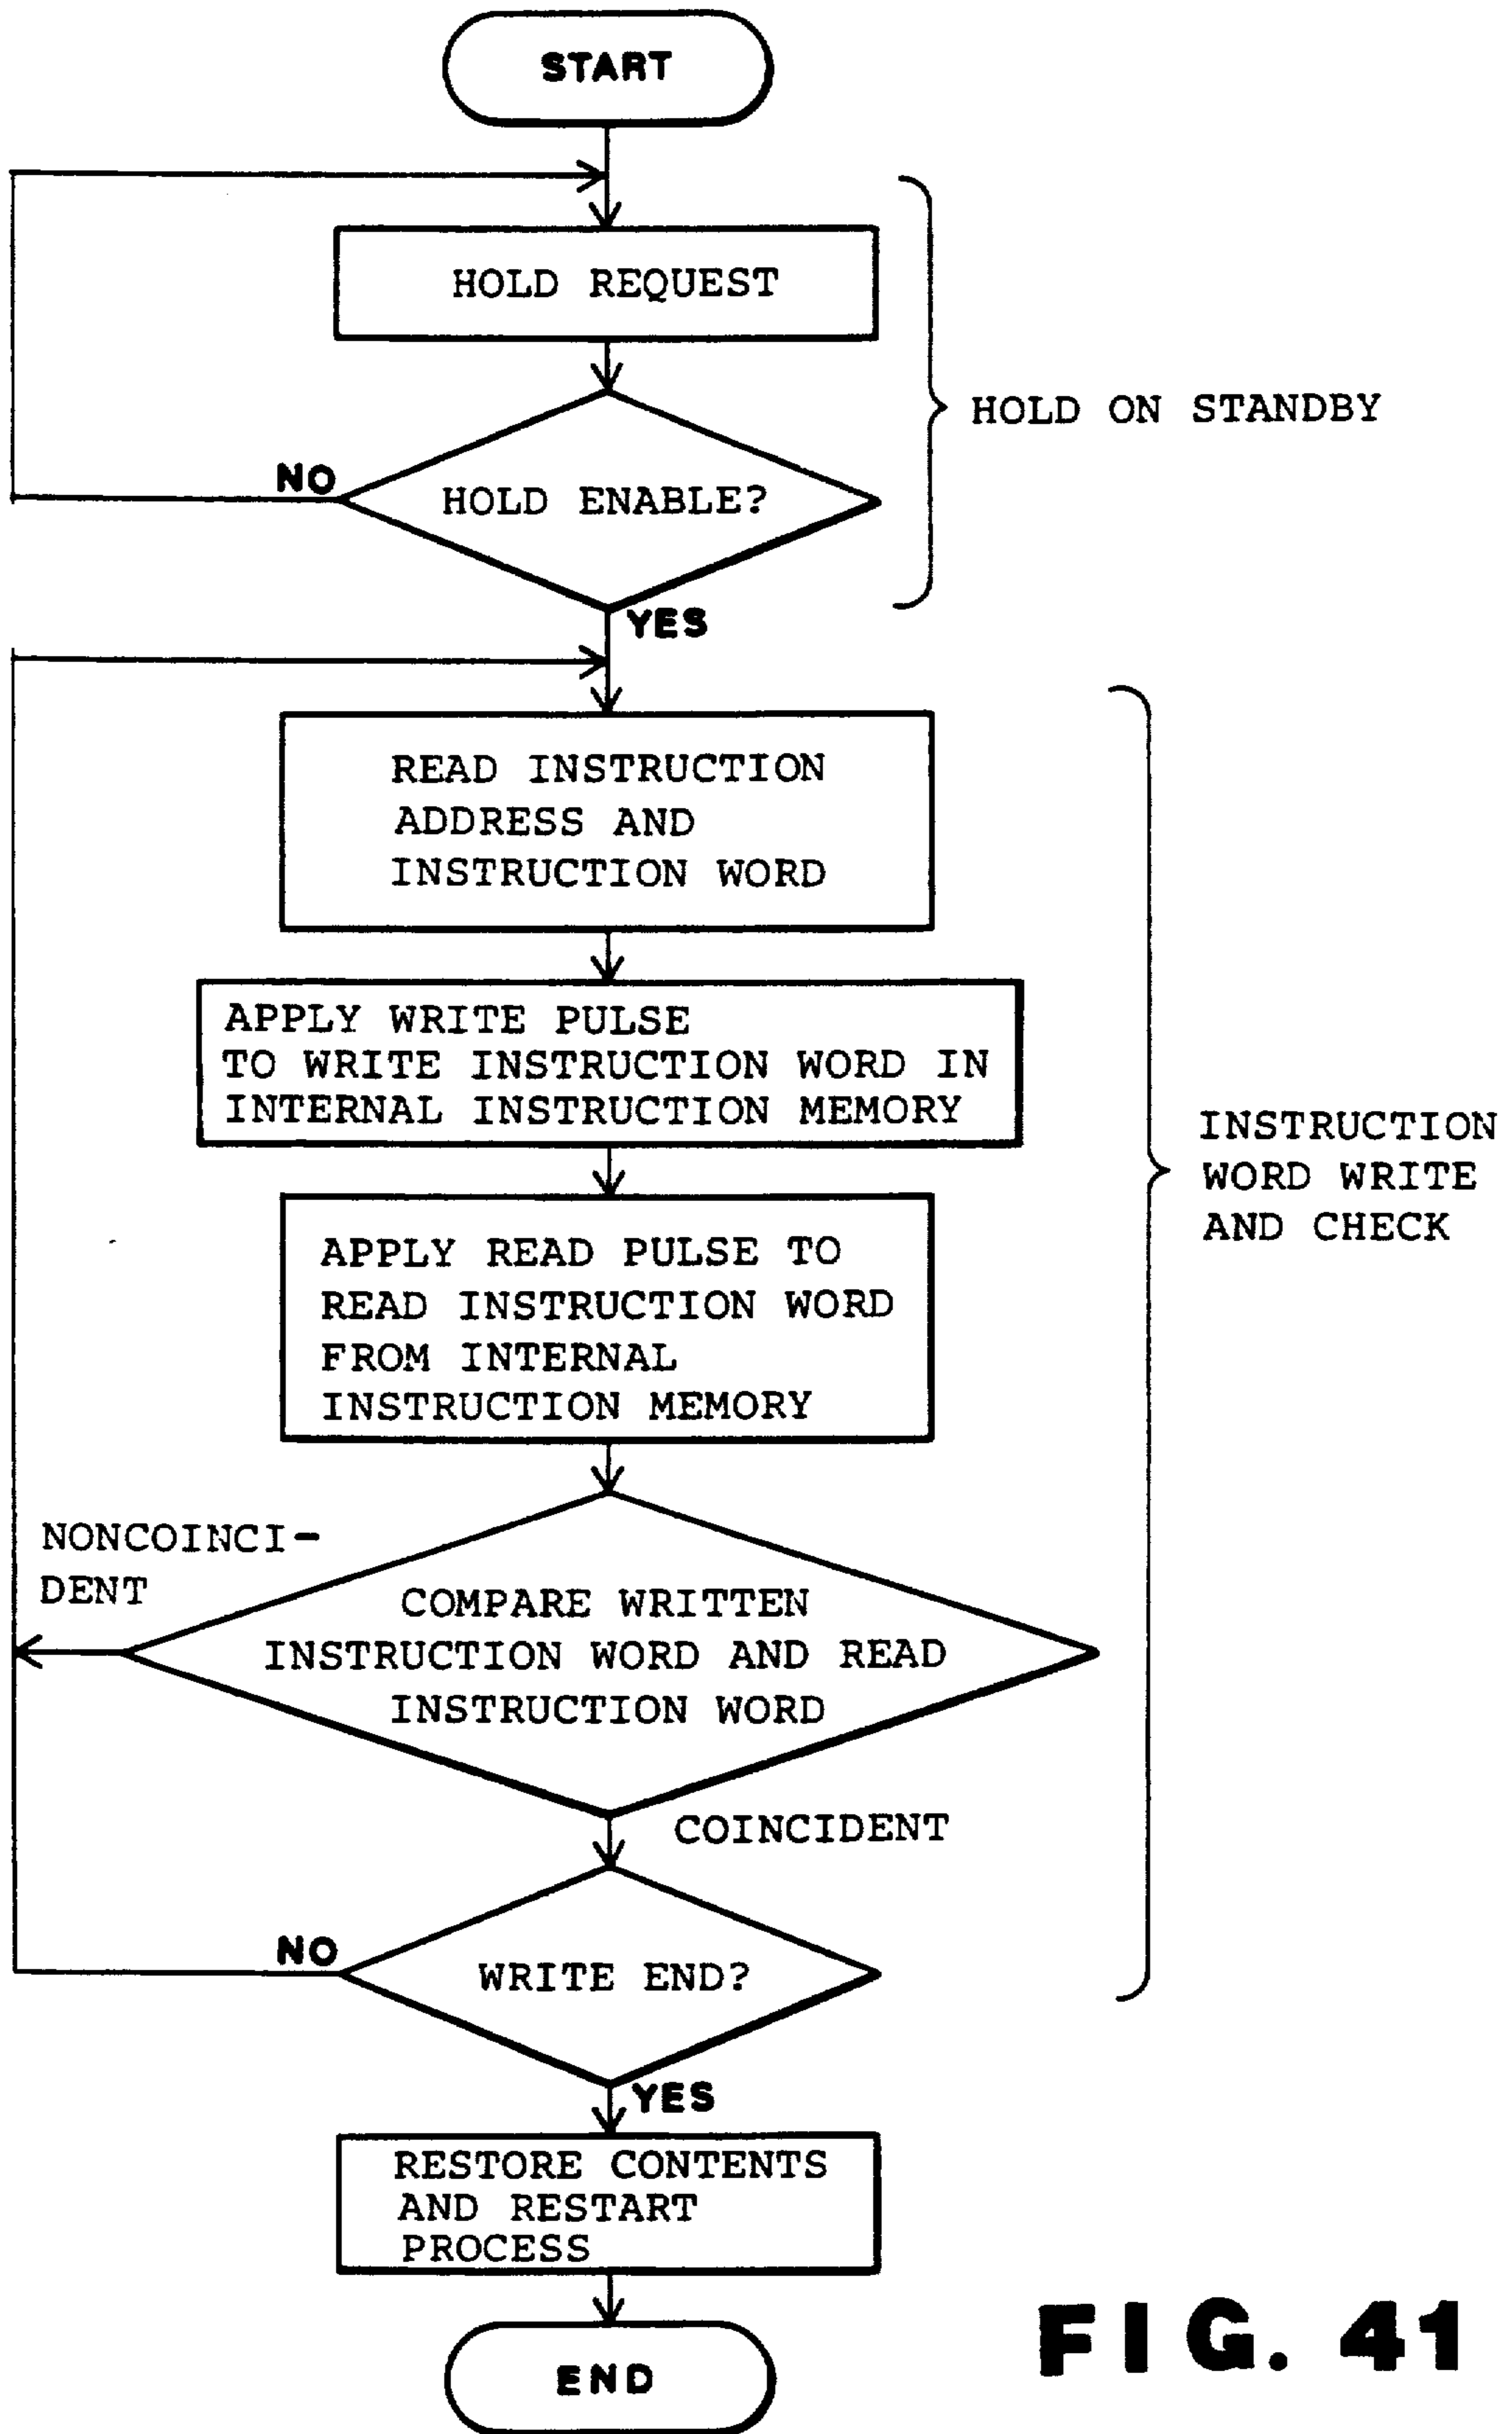 START
HOLD REQUEST
HOLD ON STANDBY
NO
HOLD ENABLE?
YES
READ INSTRUCTION
ADDRESS AND
INSTRUCTION WORD
APPLY WRITE PULSE
TO WRITE INSTRUCTION WORD IN
INTERNAL INSTRUCTION MEMORY
INSTRUCTION
WORD WRITE
AND CHECK
APPLY READ PULSE TO
READ INSTRUCTION WORD
FROM INTERNAL
INSTRUCTION MEMORY
NONCOINCI-
DENT
COMPARE WRITTEN
INSTRUCTION WORD AND READ
INSTRUCTION WORD
COINCIDENT
NO
WRITE END?
YES
RESTORE CONTENTS
AND RESTART
PROCESS
END
FIG. 41